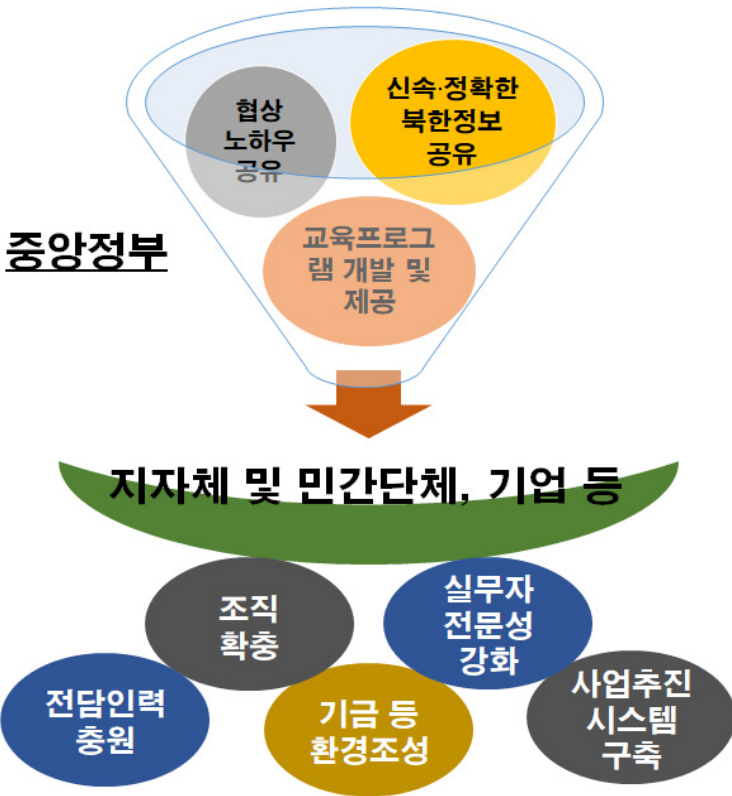 협상
노하우
공유
신속·정확한
북한정보
공유
중앙정부
교육프로그
램 개발 및
제공
지자체 및 민간단체, 기업 등
조직
확충
실무자
전문성
강화
전담인력
충원
기금 등
환경조성
사업추진
시스템
구축